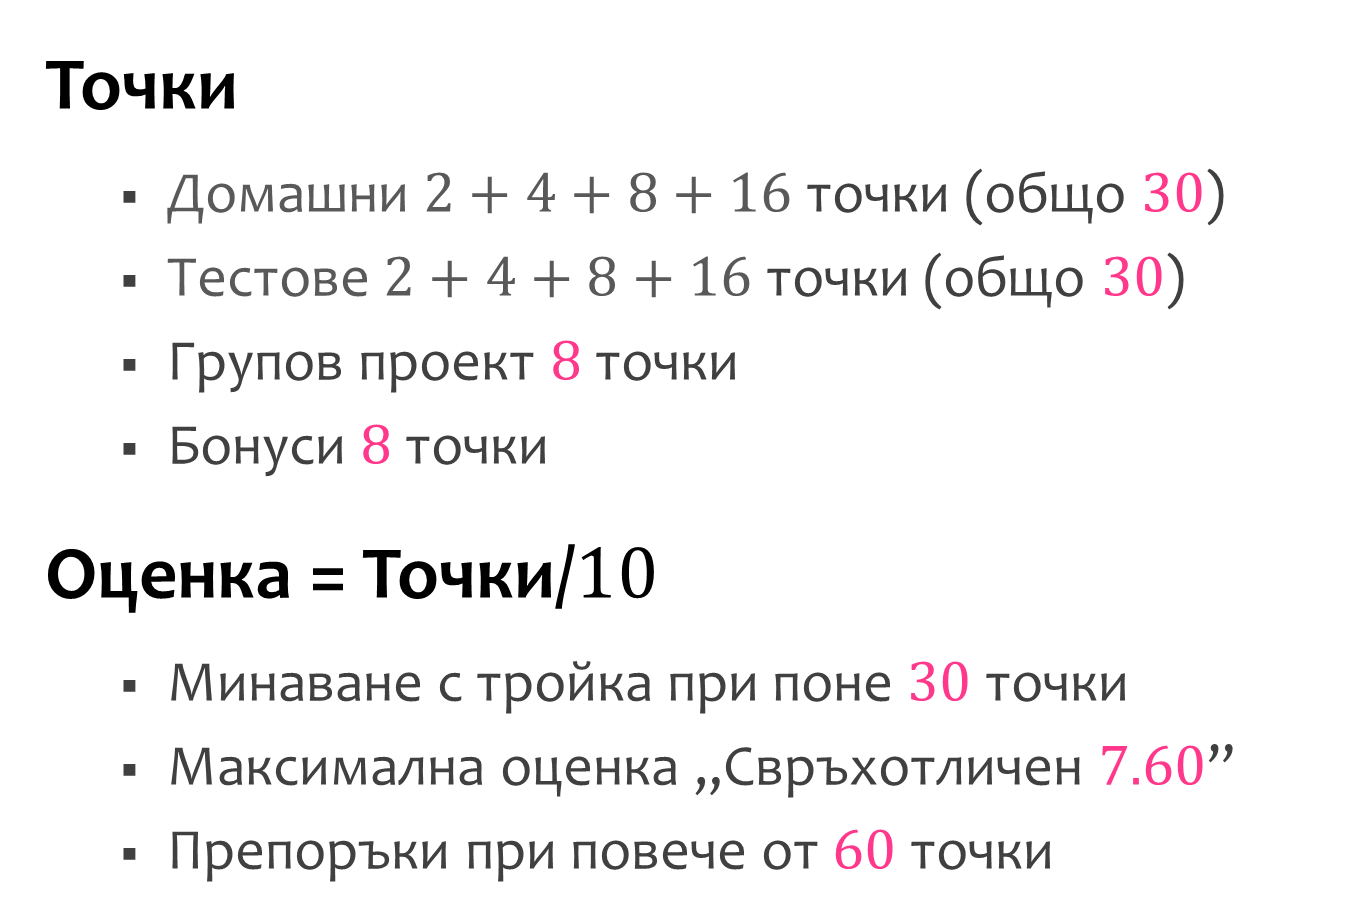 Точки
▪ Домашни 2 + 4 + 8 + 16 точки (общо 30)
▪ Тестове 2 + 4 + 8 + 16 точки (общо 30)
▪ Групов проект 8 точки
▪ Бонуси 8 точки
Оценка = Точки/10
▪ Минаване с тройка при поне 30 точки
▪ Максимална оценка „Свръхотличен 7.60”
▪ Препоръки при повече от 60 точки